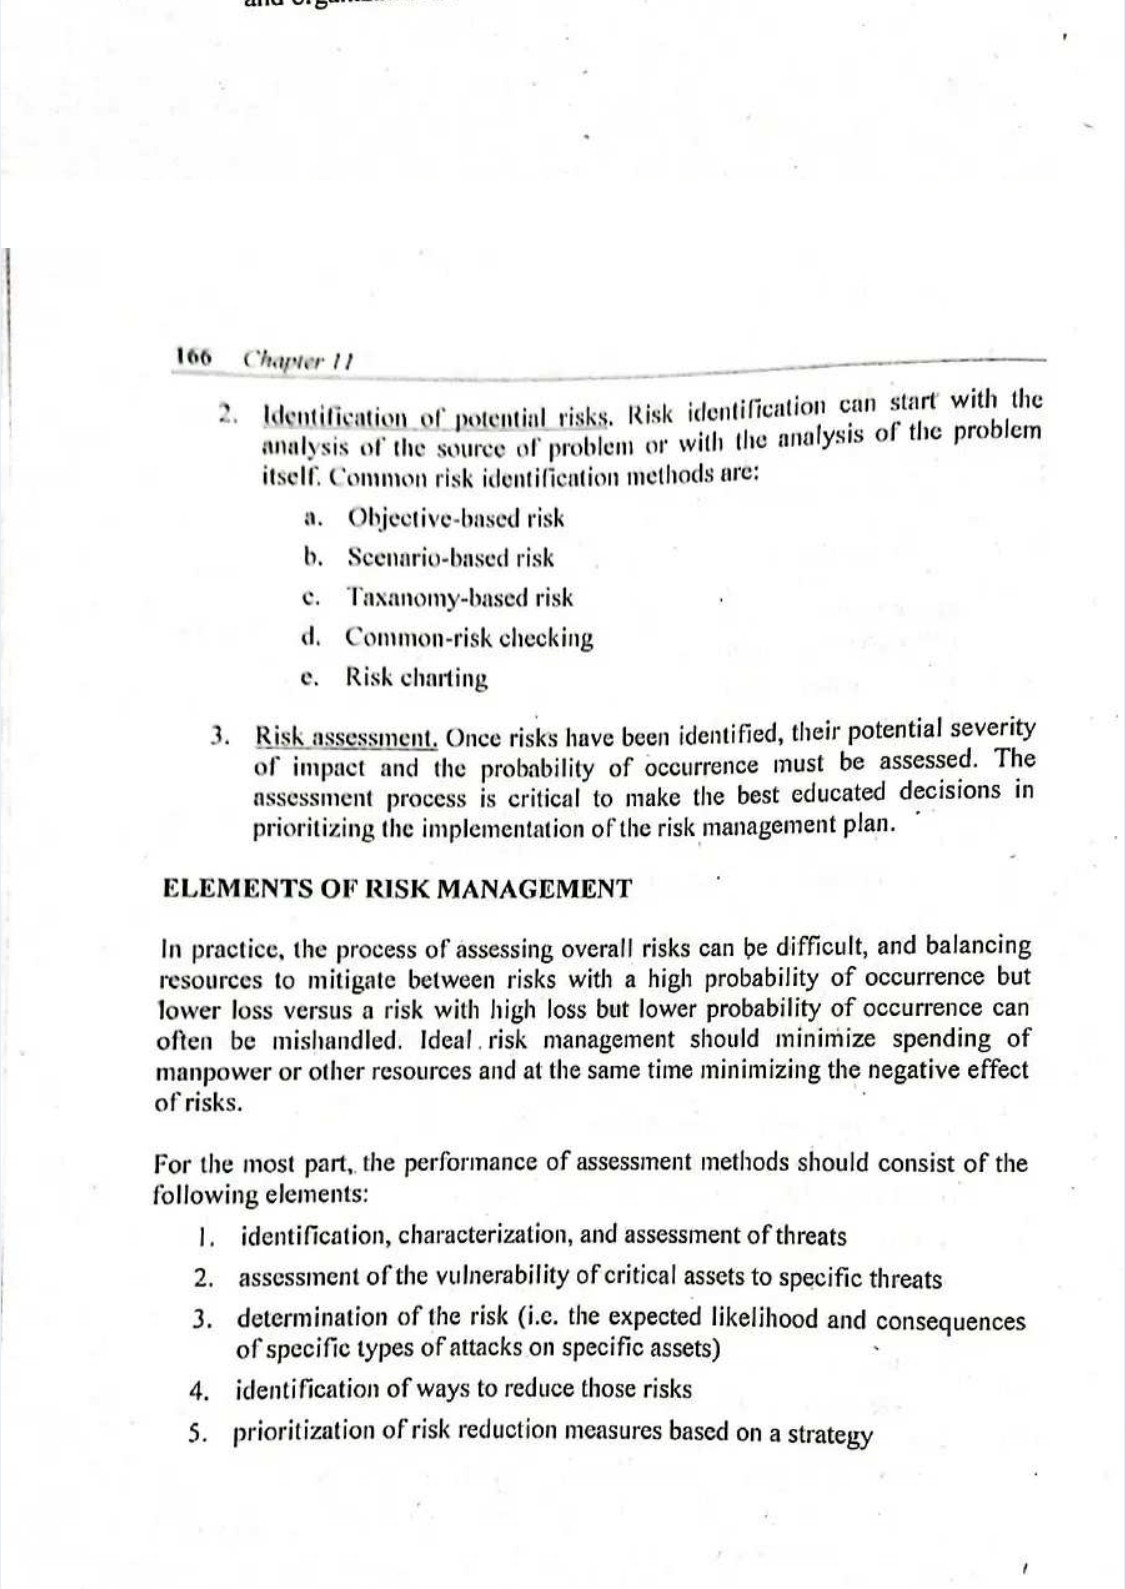 166 Chapter 11
2. Identification of potential risks. Risk identification can start with the
analysis of the source of problem or with the analysis of the problem
itself. Common risk identification methods are:
a. Objective-based risk
b. Scenario-based risk
c. Taxanomy-based risk
d. Common-risk checking
e. Risk charting
3. Risk assessment. Once risks have been identified, their potential severity
of impact and the probability of occurrence must be assessed. The
assessment process is critical to make the best educated decisions in
prioritizing the implementation of the risk management plan.
ELEMENTS OF RISK MANAGEMENT
In practice, the process of assessing overall risks can be difficult, and balancing
resources to mitigate between risks with a high probability of occurrence but
lower loss versus a risk with high loss but lower probability of occurrence can
often be mishandled. Ideal risk management should minimize spending of
manpower or other resources and at the same time minimizing the negative effect
of risks.
For the most part, the performance of assessment methods should consist of the
following elements:
1. identification, characterization, and assessment of threats
2. assessment of the vulnerability of critical assets to specific threats
3. determination of the risk (i.e. the expected likelihood and consequences
of specific types of attacks on specific assets)
4. identification of ways to reduce those risks
5. prioritization of risk reduction measures based on a strategy